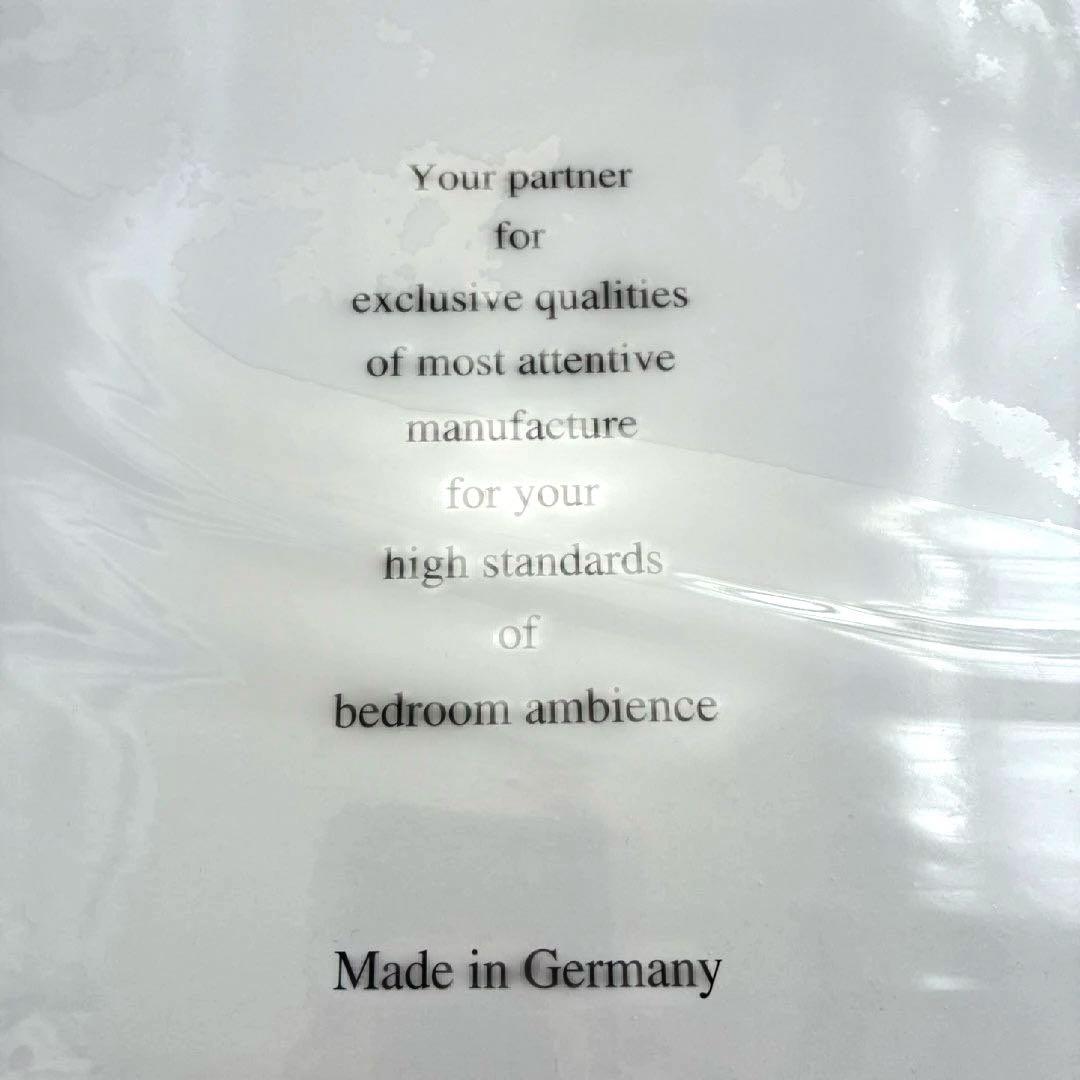 Your partner
for
exclusive qualities
of most attentive
manufacture
for your
high standards
of
bedroom ambience
Made in Germany